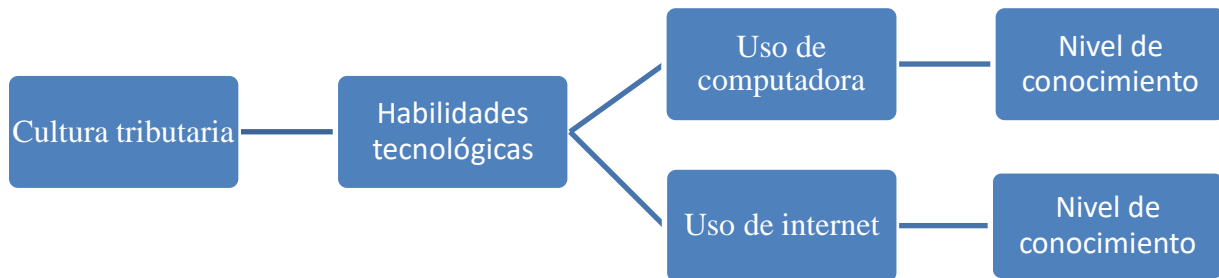 Cultura tributaria
Habilidades
tecnológicas
Uso de
computadora
Nivel de
conocimiento
Uso de internet
Nivel de
conocimiento